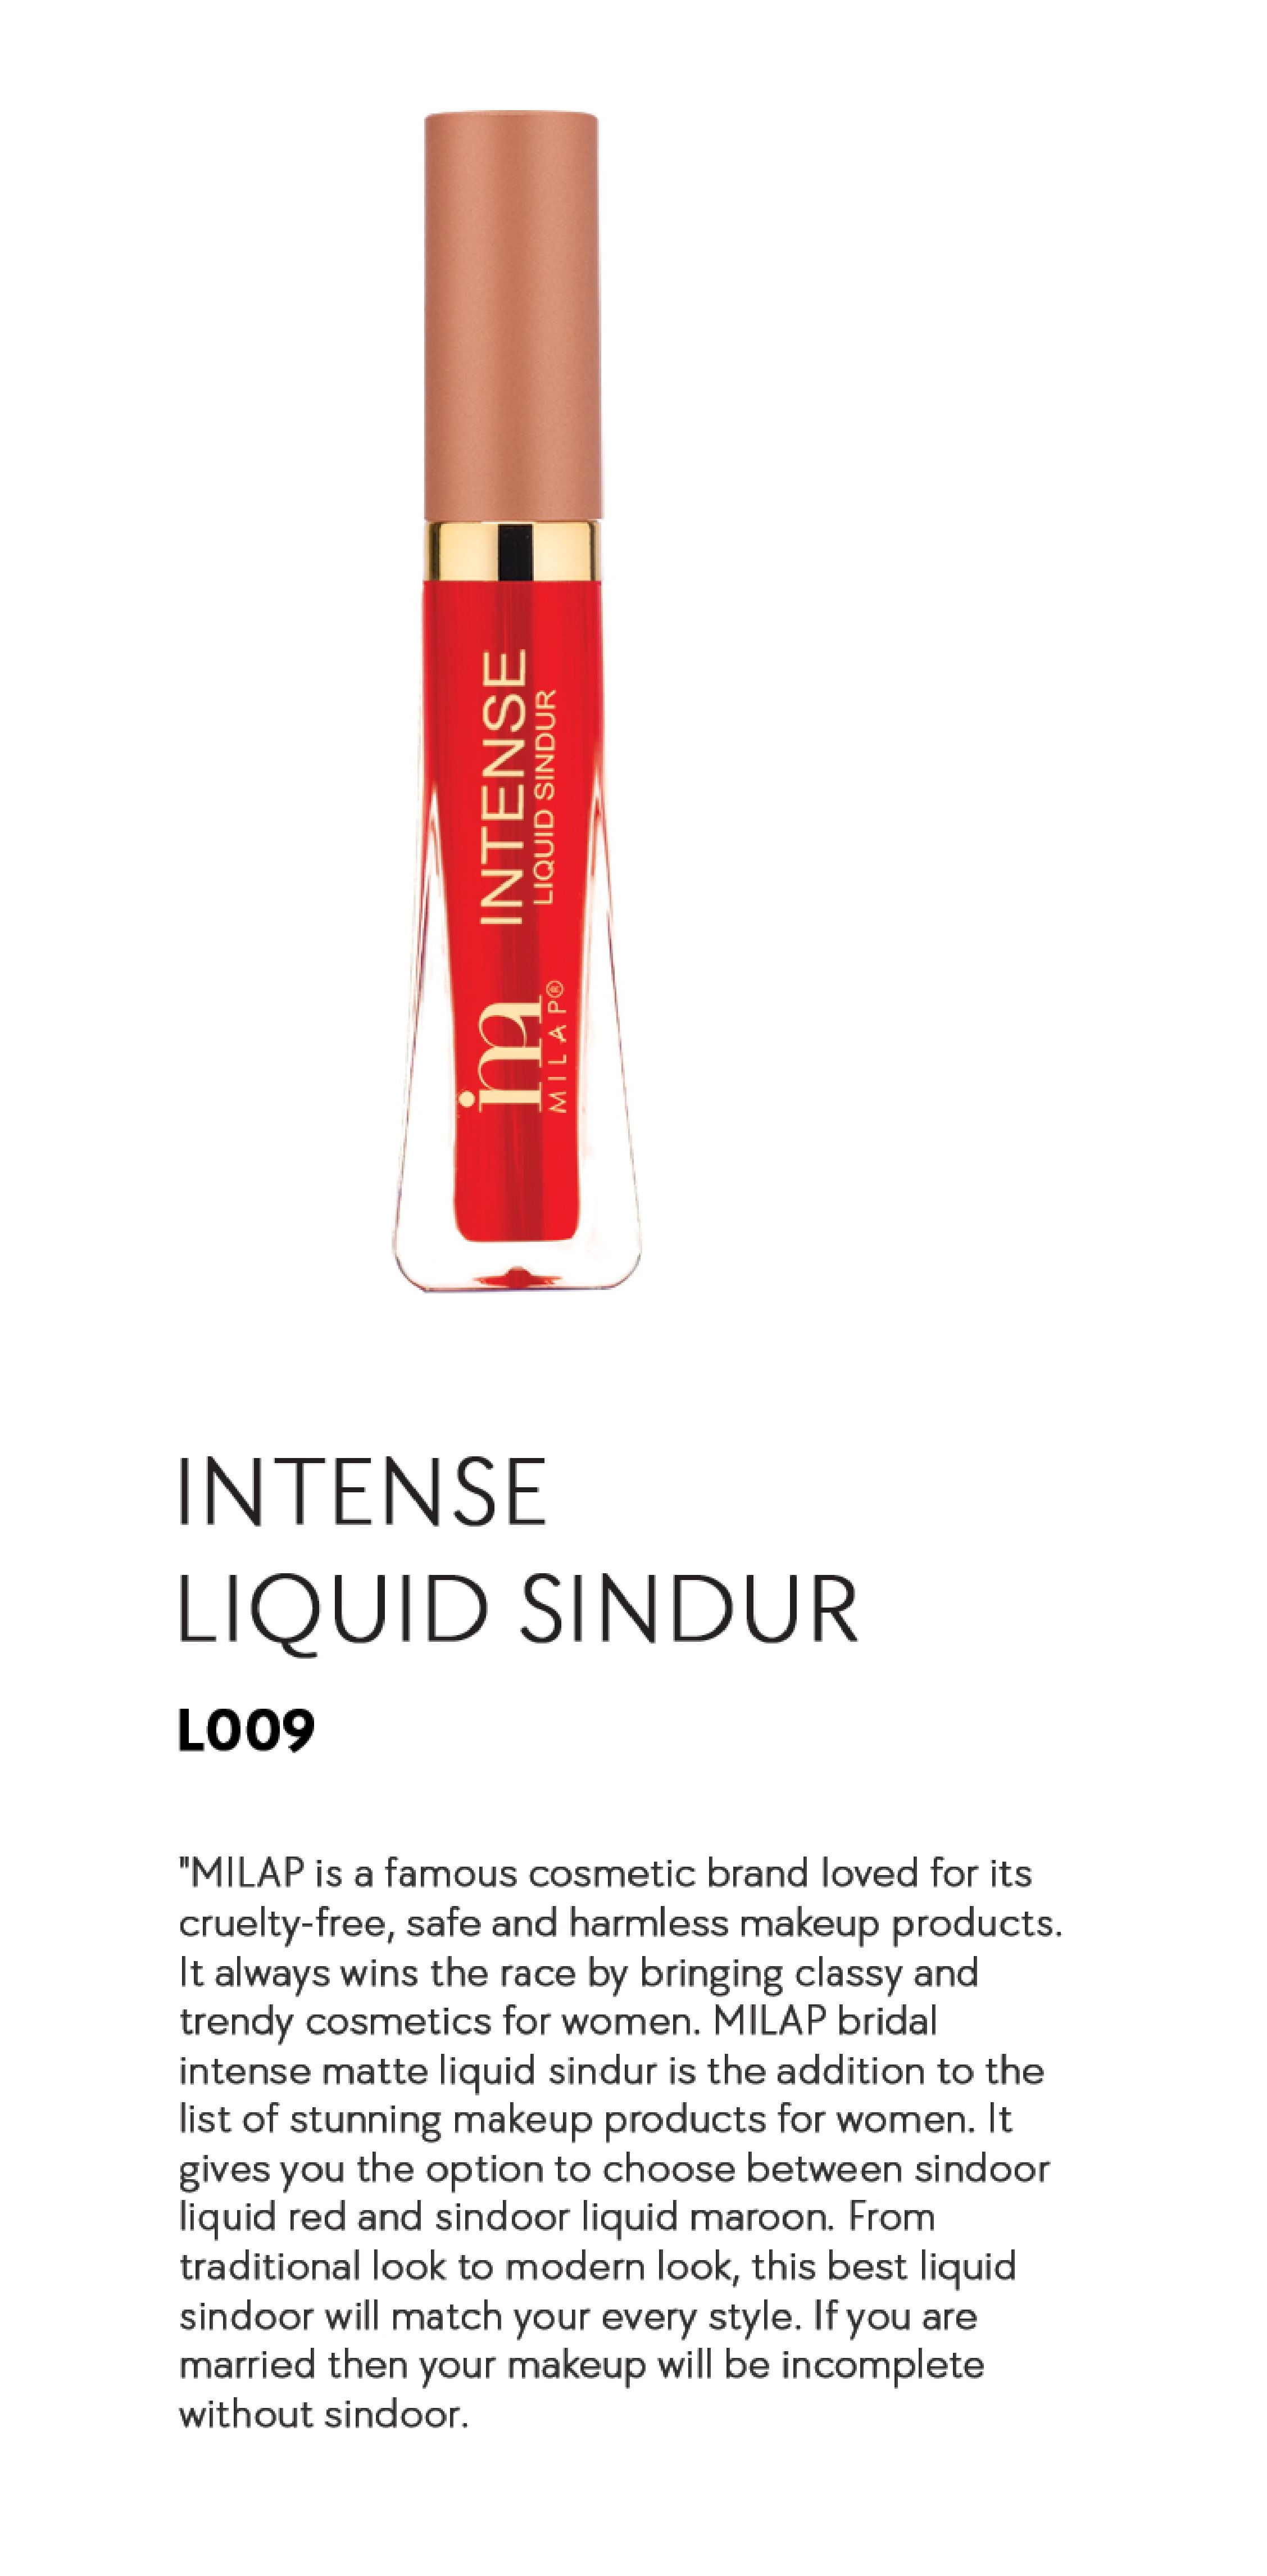 INTENSE
LIQUID SINDUR
im
MILAP®
INTENSE
LIQUID SINDUR
L009
"MILAP is a famous cosmetic brand loved for its
cruelty-free, safe and harmless makeup products.
It always wins the race by bringing classy and
trendy cosmetics for women. MILAP bridal
intense matte liquid sindur is the addition to the
list of stunning makeup products for women. It
gives you the option to choose between sindoor
liquid red and sindoor liquid maroon. From
traditional look to modern look, this best liquid
sindoor will match your every style. If you are
married then your makeup will be incomplete
without sindoor.